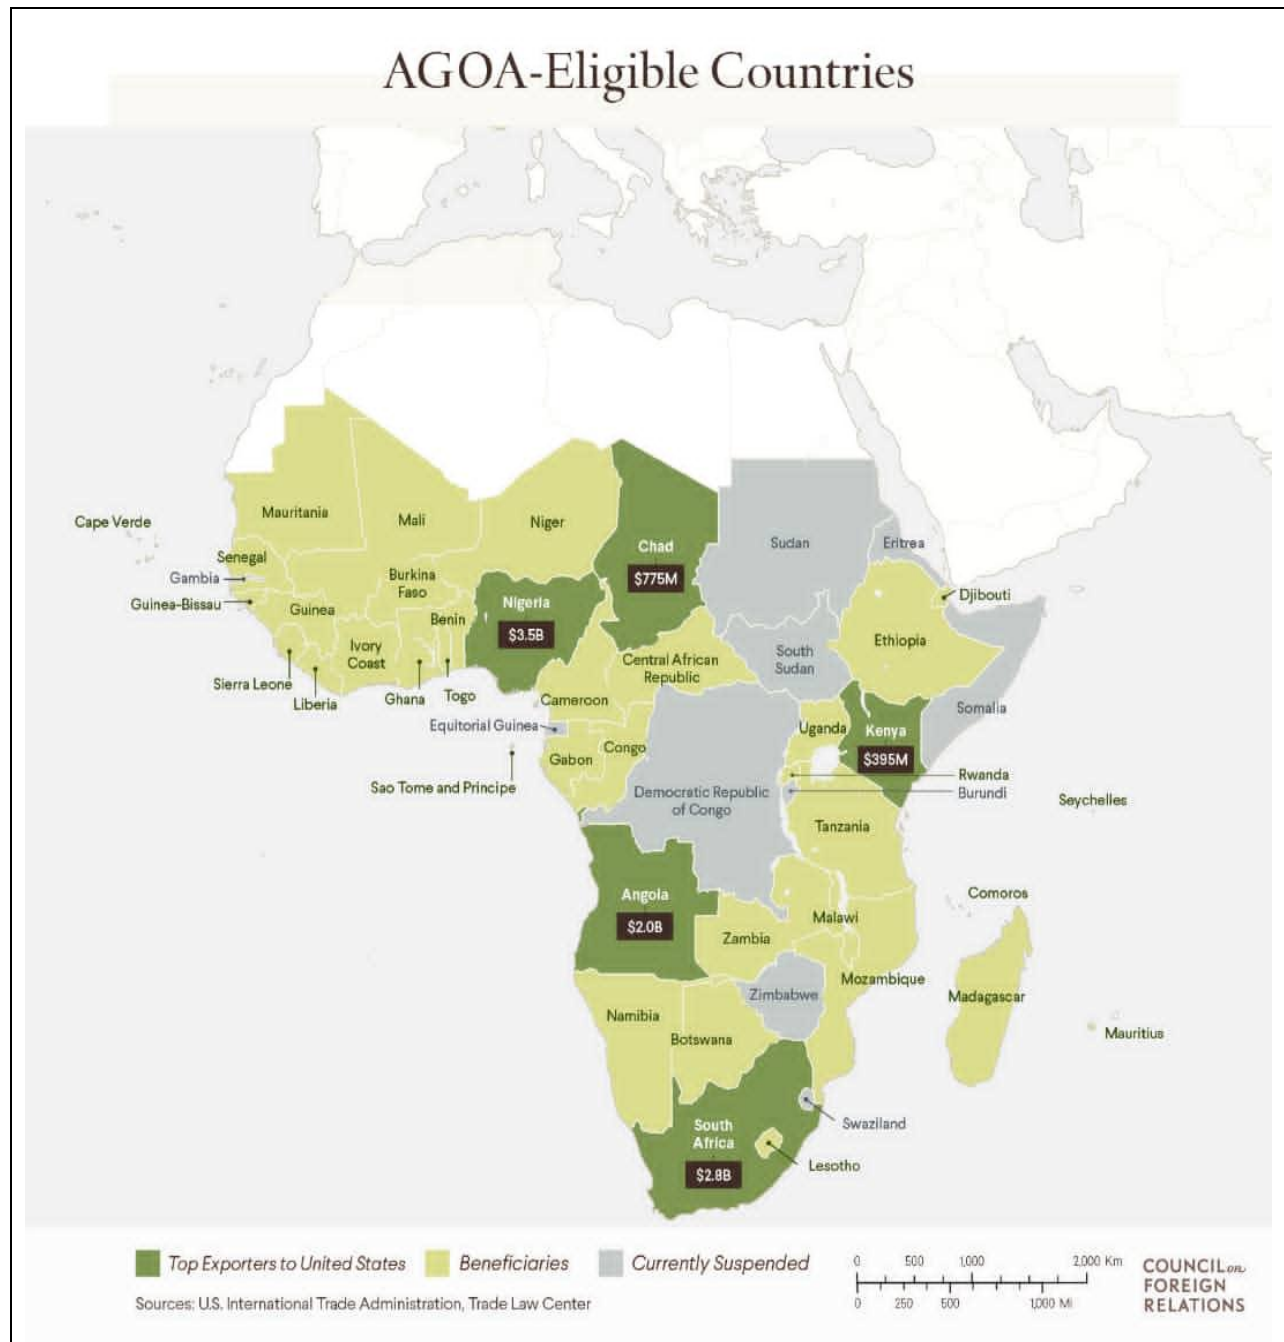 AGOA-Eligible Countries
Cape Verde
Mauritania
Mali
Niger
Chad
$775M
Sudan
Eritrea
Senegal
Gambia
Guinea-Bissau
Guinea
Burkina
Faso
Benin
Nigeria
$3.5B
Djibouti
Ethiopia
Ivory
Coast
Sierra Leone
Liberia
Ghana
Togo
Cameroon
Central African
Republic
South
Sudan
Somalia
Equitorial Guinea
Gabon
Congo
Uganda
Kenya
$395M
Sao Tome and Principe
Democratic Republic
of Congo
Rwanda
Burundi
Seychelles
Tanzania
Angola
$2.0B
Comoros
Malawi
Zambia
Mozambique
Zimbabwe
Madagascar
Namibia
Botswana
Mauritius
South
Africa
$2.8B
Swaziland
Lesotho
Top Exporters to United States
Beneficiaries
Currently Suspended
0 500 1000 2,000 Km
0 250 500 1,000 Mi
COUNCIL on
FOREIGN
RELATIONS
Sources: U.S. International Trade Administration, Trade Law Center